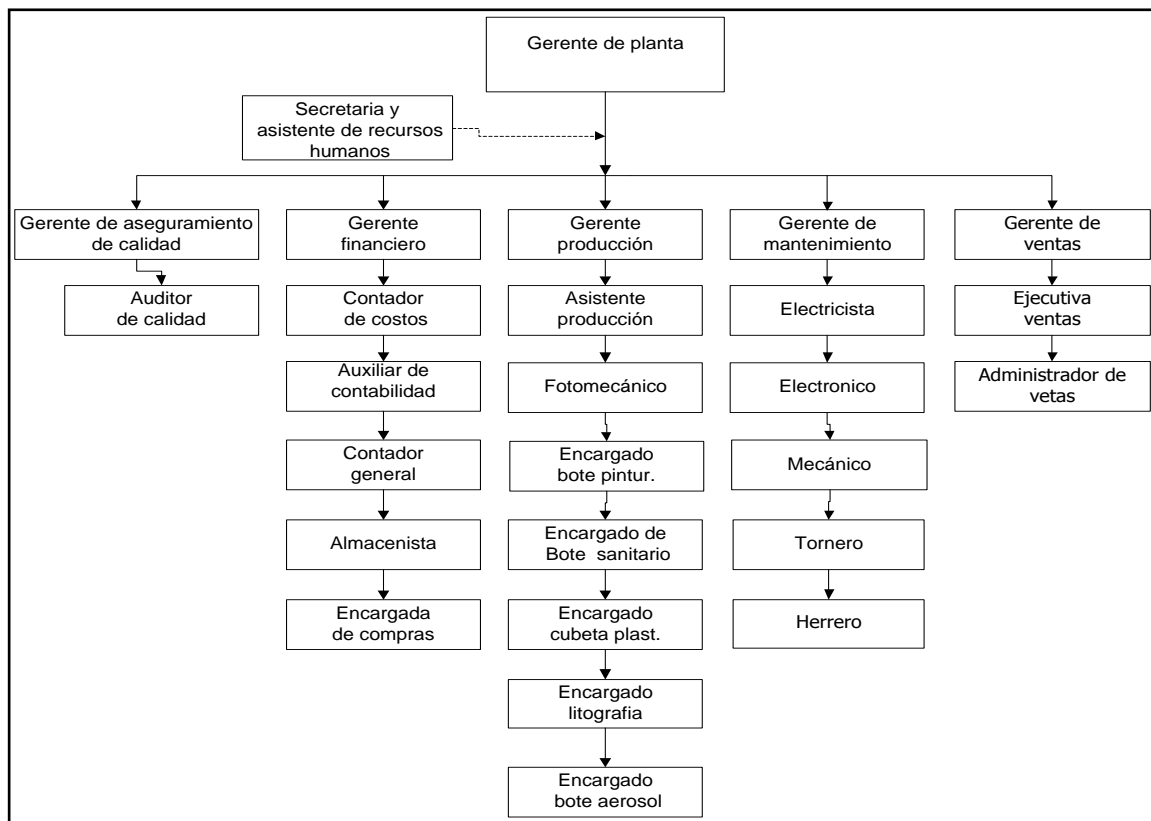 Gerente de planta
Secretaria y
asistente de recursos
humanos
Gerente de aseguramiento
de calidad
Gerente
financiero
Gerente
producción
Gerente de
mantenimiento
Gerente de
ventas
Auditor
de calidad
Contador
de costos
Asistente
producción
Electricista
Ejecutiva
ventas
Auxiliar de
contabilidad
Fotomecánico
Electronico
Administrador de
vetas
Contador
general
Encargado
bote pintur.
Mecánico
Almacenista
Encargado de
Bote sanitario
Tornero
Encargada
de compras
Encargado
cubeta plast.
Herrero
Encargado
litografia
Encargado
bote aerosol